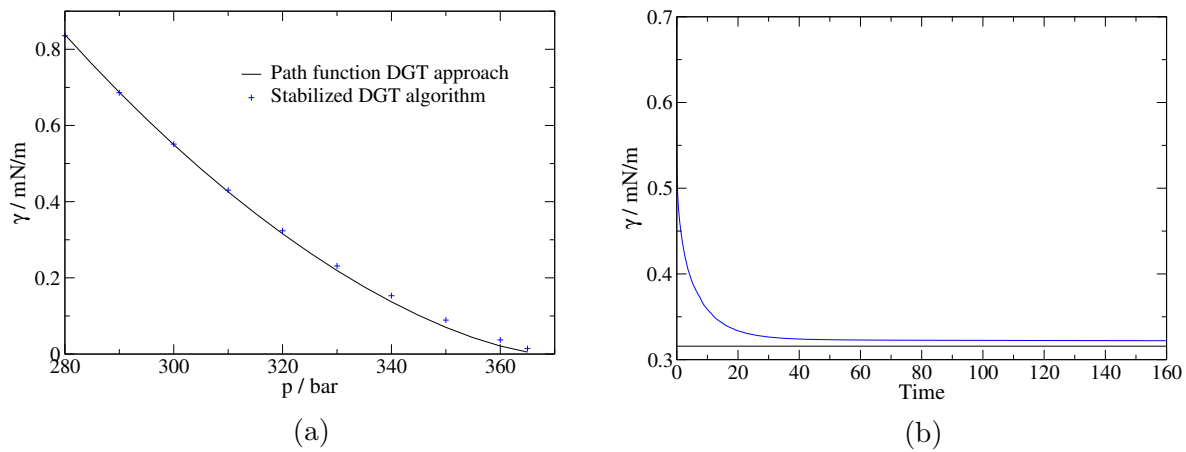 0.8
0.6
0.4
0.2
0
γ / mN/m
Path function DGT approach
Stabilized DGT algorithm
280 300 320 340 360
p / bar
(a)
0.7
0.6
0.5
0.4
0.3
γ / mN/m
0 20 40 60 80 100 120 140 160
Time
(b)